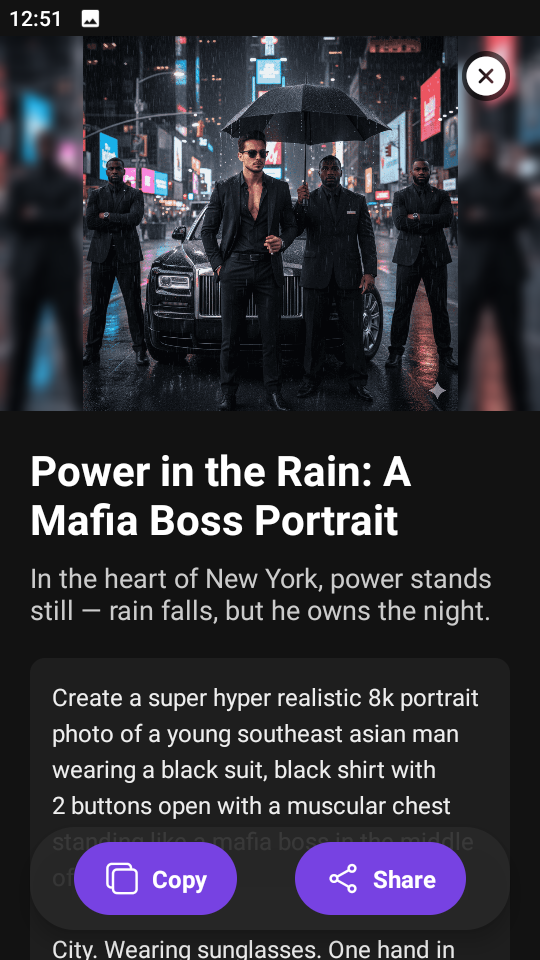 12:51
Power in the Rain: A
Mafia Boss Portrait
In the heart of New York, power stands
still — rain falls, but he owns the night.
Create a super hyper realistic 8k portrait
photo of a young southeast asian man
wearing a black suit, black shirt with
2 buttons open with a muscular chest
standing like a mafia boss in the middle
of
Copy
Share
City. Wearing sunglasses. One hand in